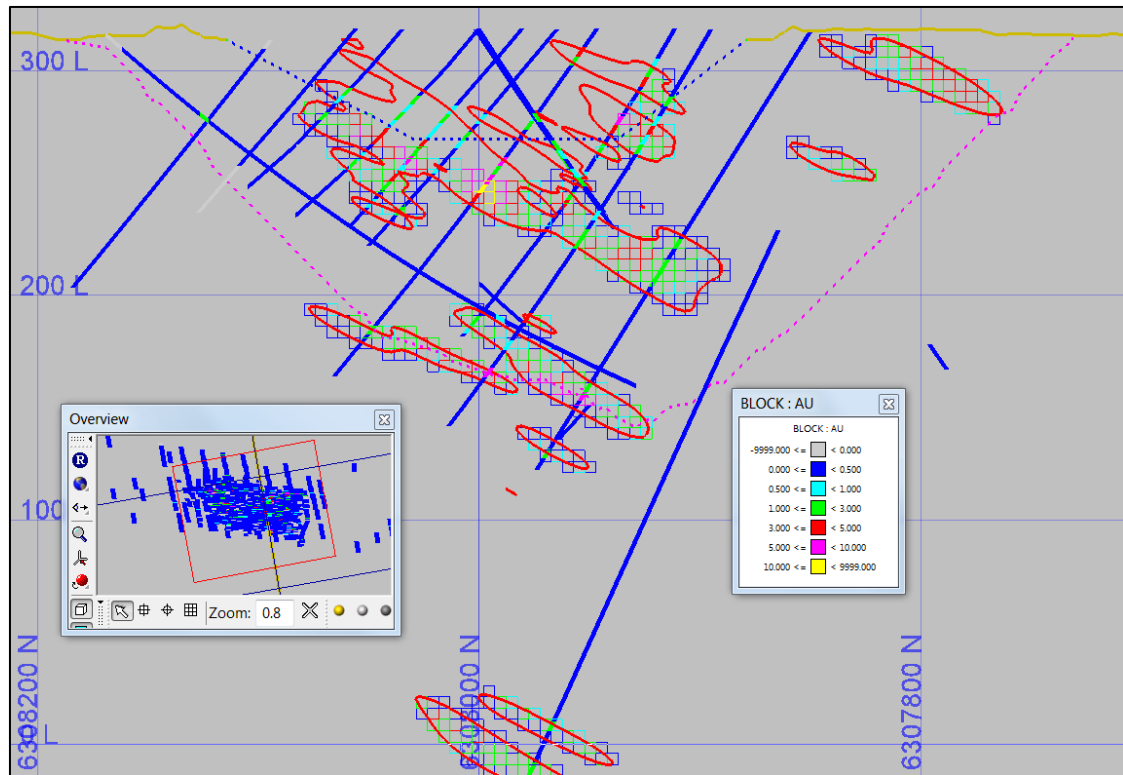 300 L
200 L
100 L
0 L
6308200 N
6308000 N
6307800 N
Overview
R
Zoom: 0.8
BLOCK : AU
BLOCK : AU
-9999.000 <= < 0.000
0.000 <= < 0.500
0.500 <= < 1.000
1.000 <= < 3.000
3.000 <= < 5.000
5.000 <= < 10.000
10.000 <= < 9999.000